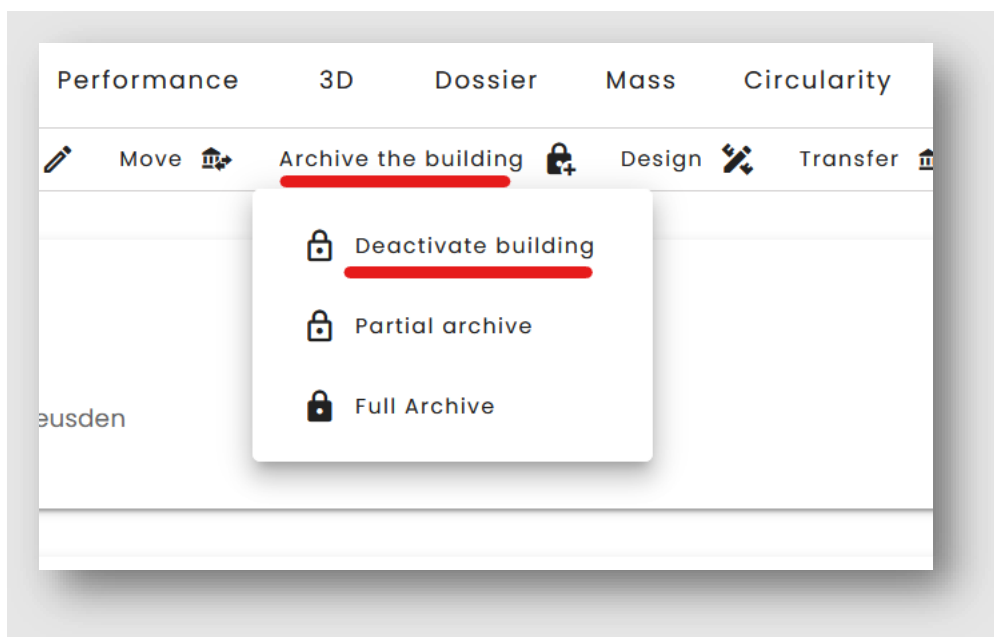 Performance 3D Dossier Mass Circularity
Move Archive the building Design Transfer
Deactivate building
Partial archive
eusden
Full Archive